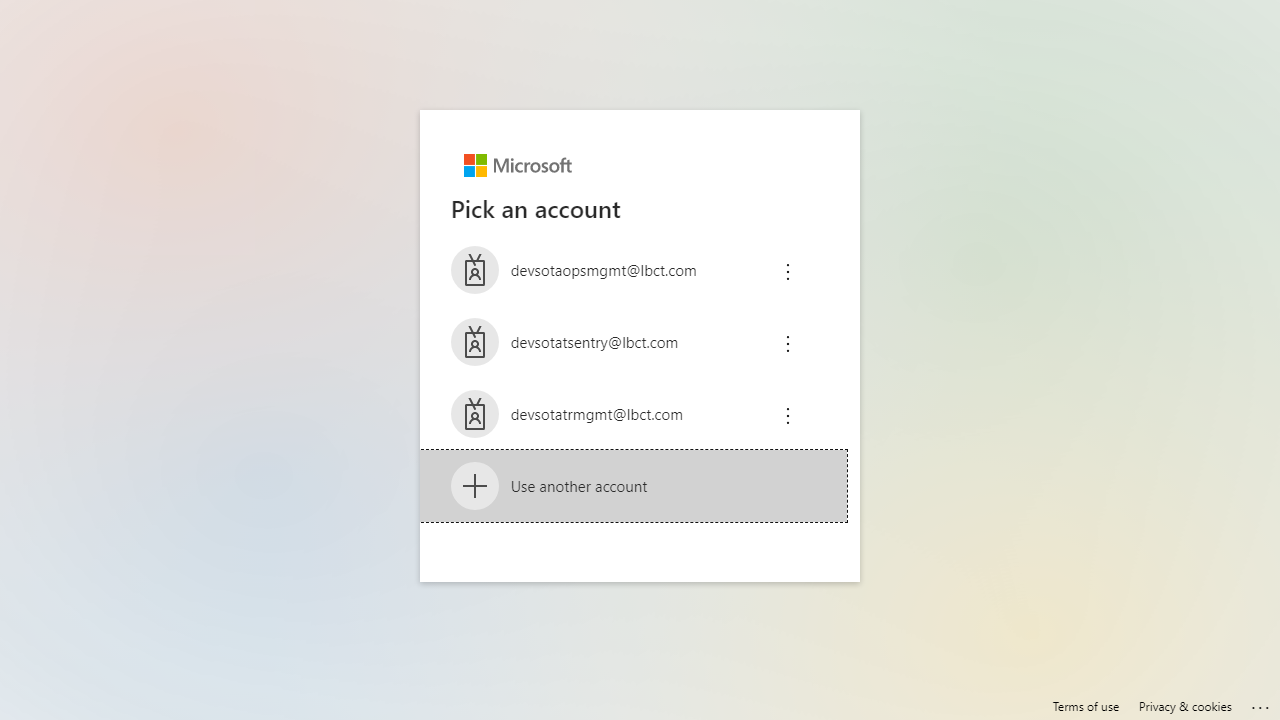 Microsoft
Pick an account
devsotaopsmgmt@lbct.com
devsotatsentry@lbct.com
devsotatrmgmt@lbct.com
Use another account
Terms of use Privacy & cookies ...